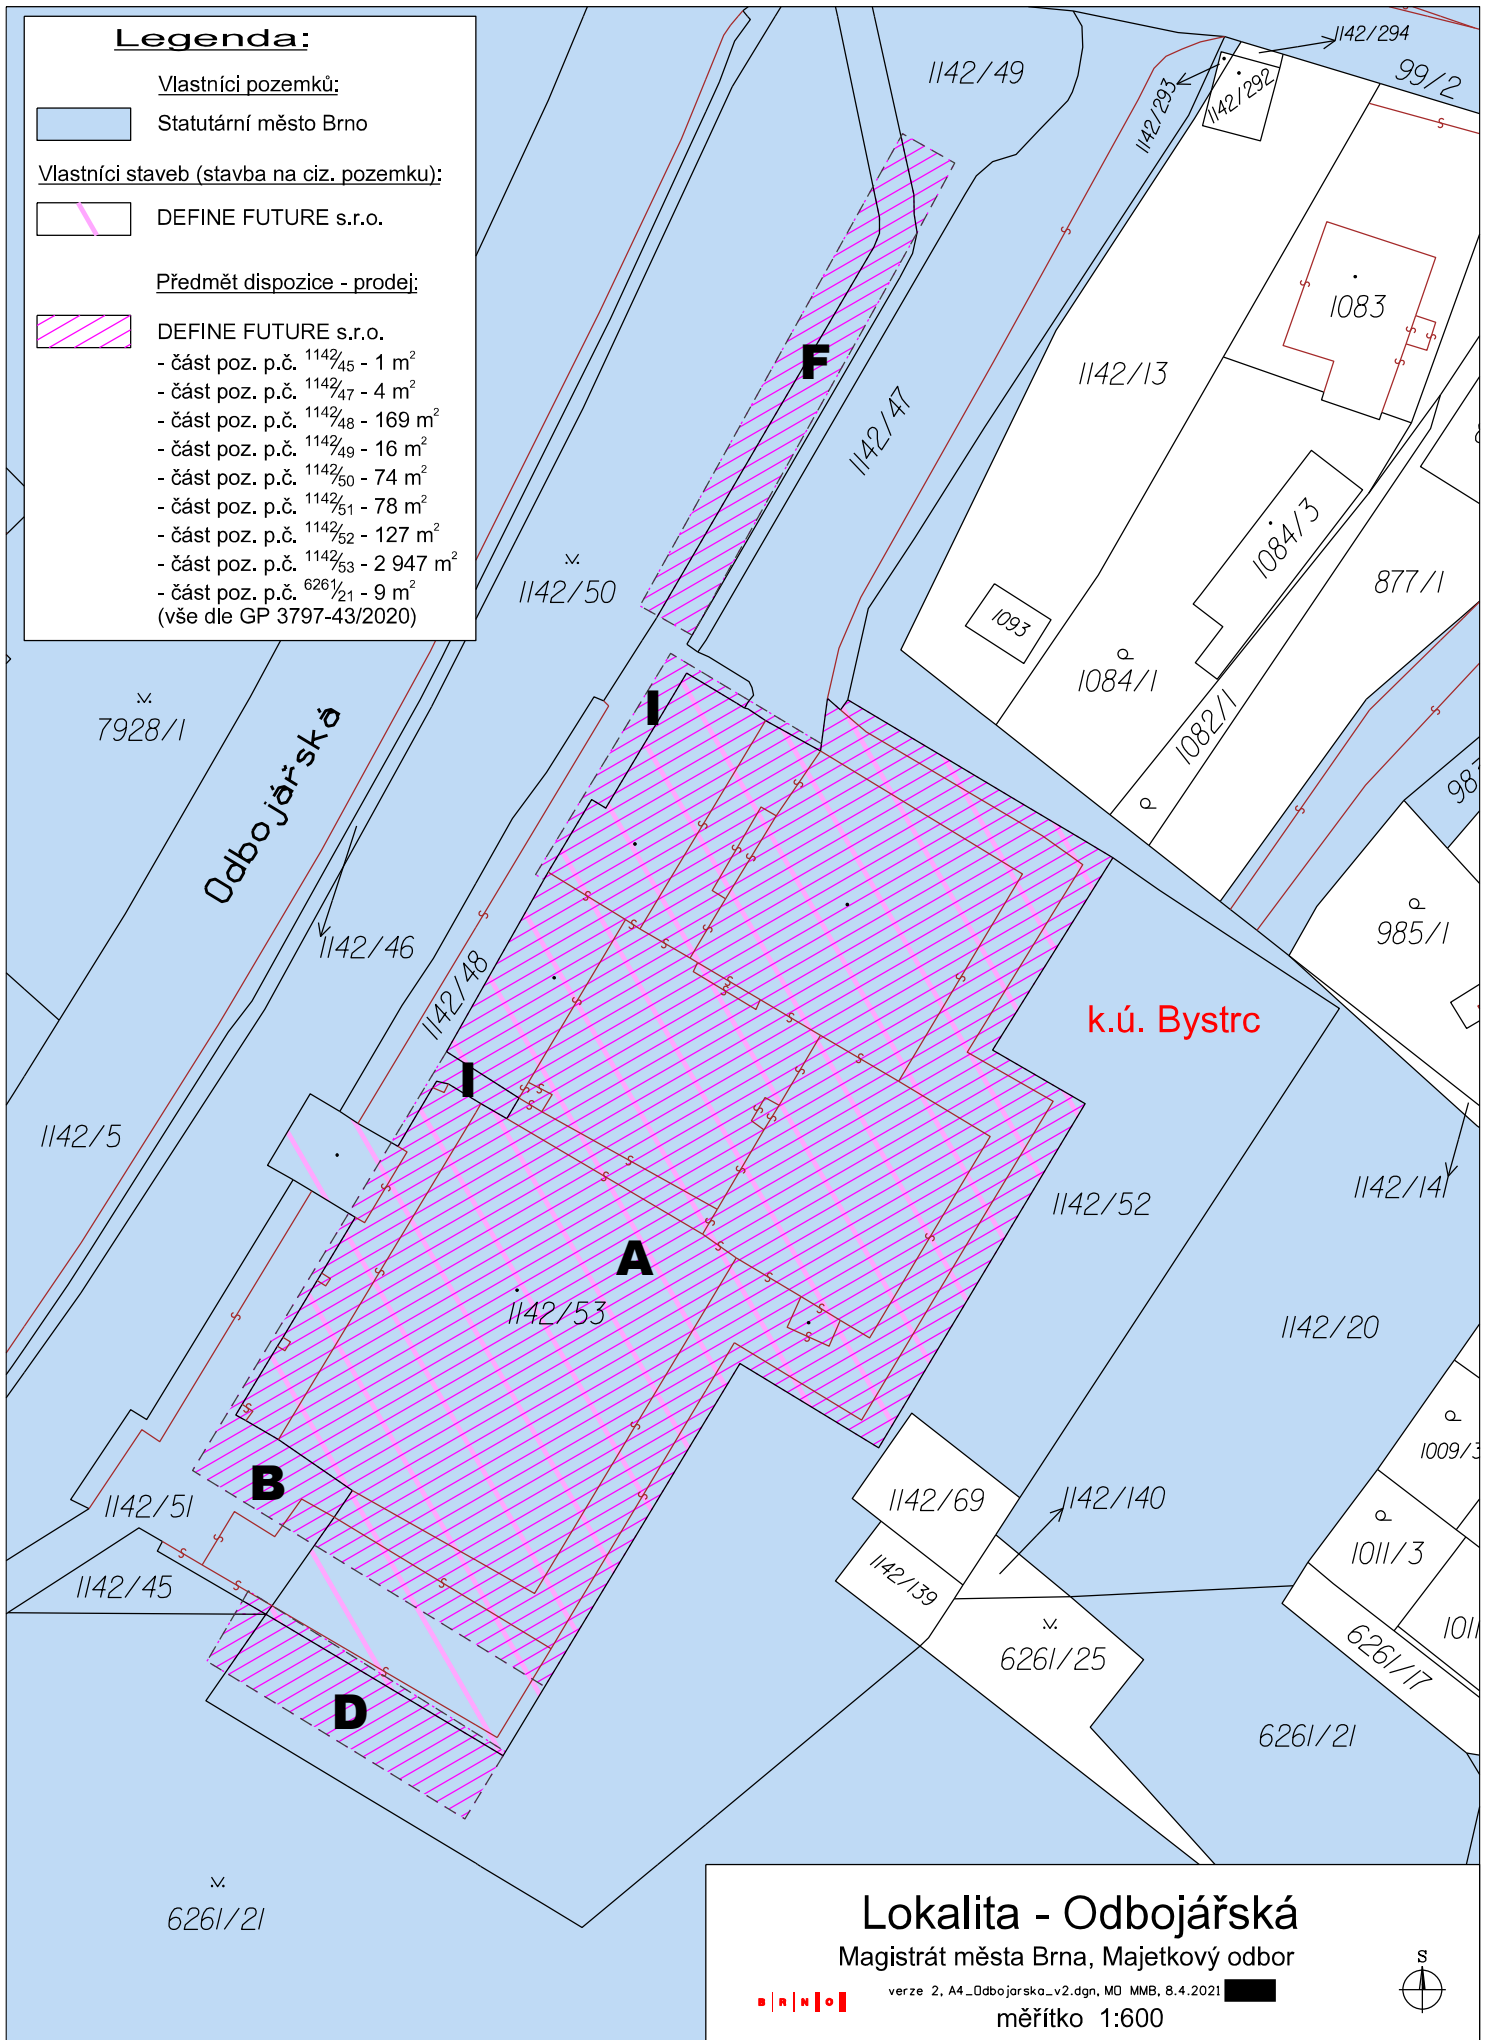 Legenda:
Vlastníci pozemků:
Statutární město Brno
Vlastníci staveb (stavba na ciz. pozemku):
DEFINE FUTURE s.r.o.
Předmět dispozice - prodej:
DEFINE FUTURE s.r.o.
- část poz. p.č. 1142/45 - 1 m²
- část poz. p.č. 1142/47 - 4 m²
- část poz. p.č. 1142/48 - 169 m²
- část poz. p.č. 1142/49 - 16 m²
- část poz. p.č. 1142/50 - 74 m²
- část poz. p.č. 1142/51 - 78 m²
- část poz. p.č. 1142/52 - 127 m²
- část poz. p.č. 1142/53 - 2 947 m²
- část poz. p.č. 6261/21 - 9 m²
(vše dle GP 3797-43/2020)
1142/294
1142/49
99/2
1142/293
1142/292
1083
F
1142/13
1142/47
1084/3
1142/50
877/1
1093
1084/1
7928/1
I
Odbojářská
1082/1
985/1
1142/46
1142/48
k.ú. Bystrc
I
1142/5
1142/141
1142/52
A
1142/53
1142/20
1009/3
B
1142/51
1142/69
1142/140
1011/3
1142/139
1142/45
1011
6261/25
6261/17
D
6261/21
6261/21
Lokalita - Odbojářská
Magistrát města Brna, Majetkový odbor
verze 2, A4_Odbojarska_v2.dgn, MO MMB, 8.4.2021
BRNO
měřítko 1:600
S